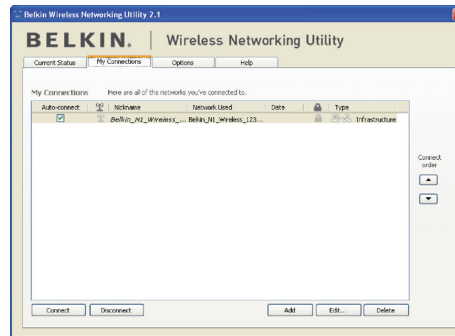 Belkin Wireless Networking Utility 2.1
BELKIN. | Wireless Networking Utility
Current Status My Connections Options Help
My Connections Here are all of the networks you've connected to.
Auto-connect Nickname Network Used Date Type
Belkin_N1_Wireless_... Belkin_N1_Wireless_123... Infrastructure
Connect
order
Connect Disconnect Add Edit... Delete